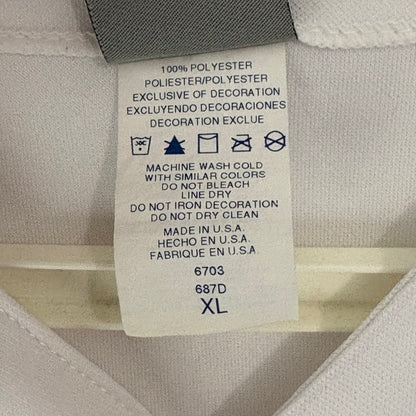 100% POLYESTER
POLIESTER/POLYESTER
EXCLUSIVE OF DECORATION
EXCLUYENDO DECORACIONES
DECORATION EXCLUE
MACHINE WASH COLD
WITH SIMILAR COLORS
DO NOT BLEACH
LINE DRY
DO NOT IRON DECORATION
DO NOT DRY CLEAN
MADE IN U.S.A.
HECHO EN U.S.A.
FABRIQUE EN U.S.A.
6703
687D
XL